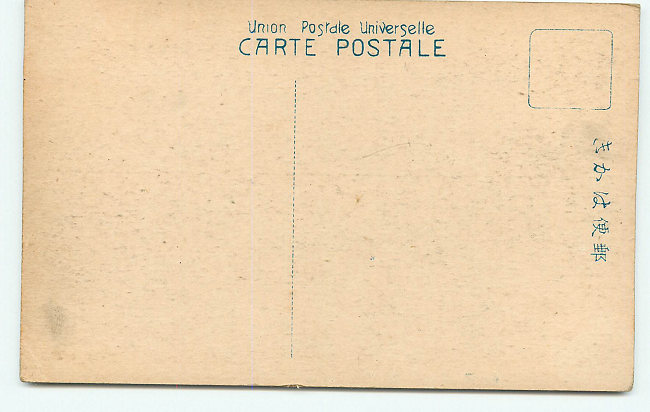 Union Postale Universelle
CARTE POSTALE
郵便はかき